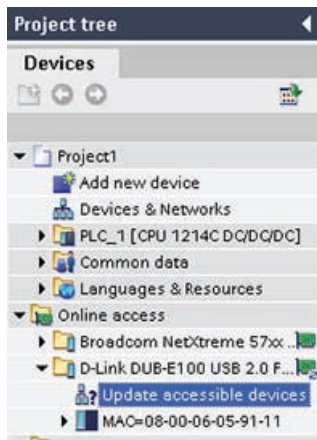 Project tree
Devices
Project1
Add new device
Devices & Networks
PLC_1 [CPU 1214C DC/DC/DC]
Common data
Languages & Resources
Online access
Broadcom NetXtreme 57xx ..
D-Link DUB-E100 USB 2.0 F...
Update accessible devices
MAC=08-00-06-05-91-11